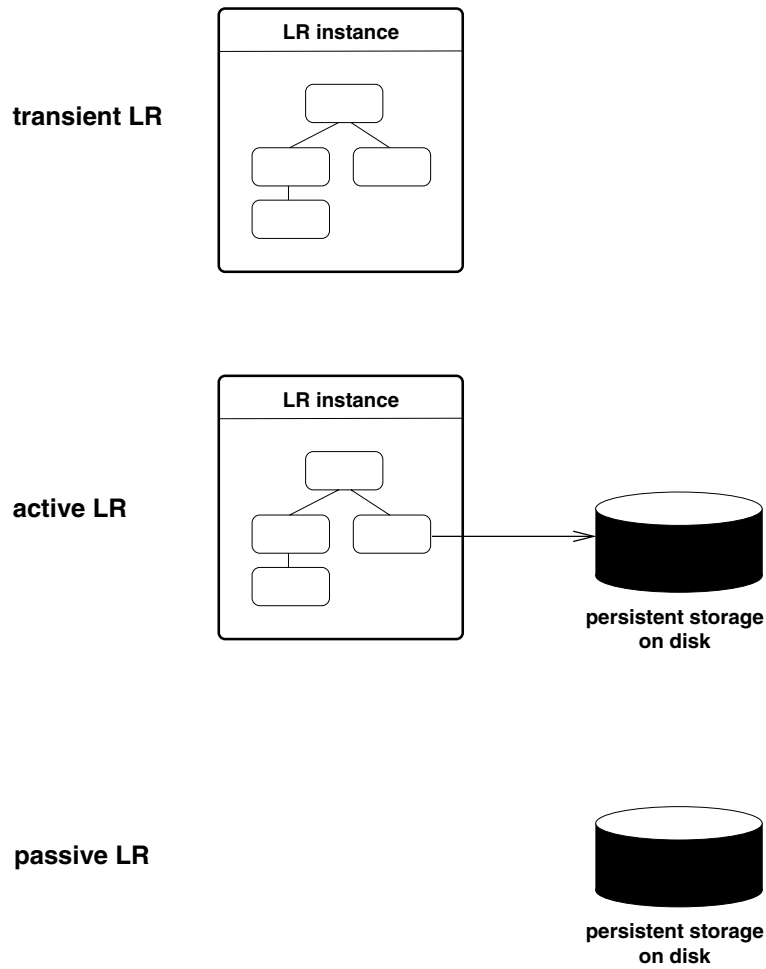 LR instance
transient LR
LR instance
active LR
persistent storage
on disk
passive LR
persistent storage
on disk